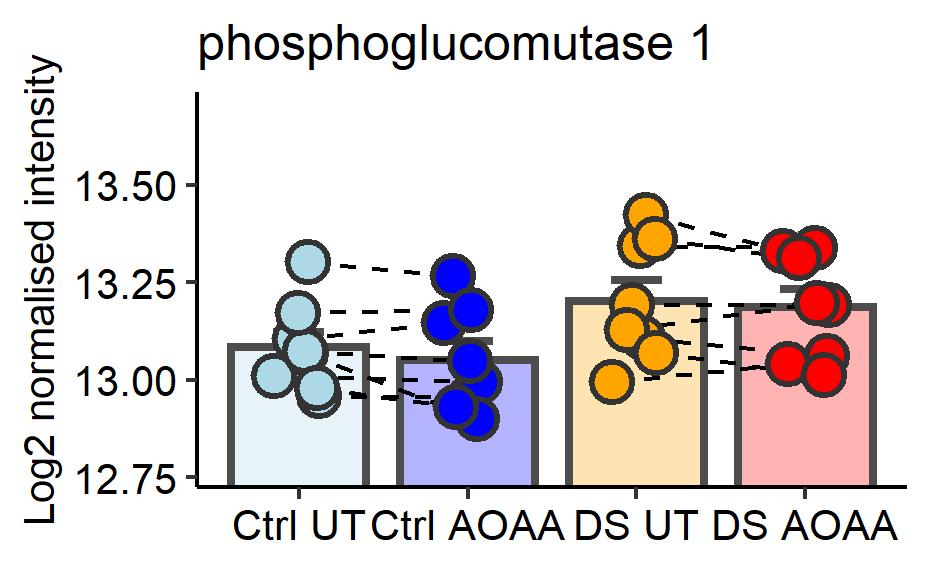 phosphoglucomutase 1
Log2 normalised intensity
13.50
13.25
13.00
12.75
Ctrl UT Ctrl AOAA DS UT DS AOAA